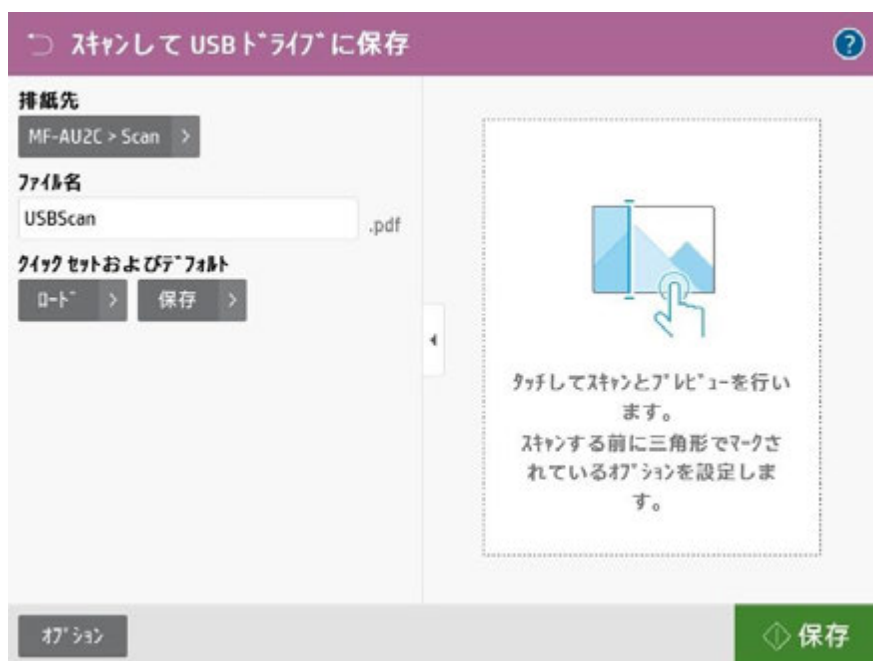 ｽｷｬﾝして USB ﾄﾞﾗｲﾌﾞに保存
?
排紙先
MF-AU2C > Scan >
ﾌｧｲﾙ名
USBScan
.pdf
ｸｲｯｸ ｾｯﾄおよびﾃﾞﾌｫﾙﾄ
ﾛｰﾄﾞ >
保存 >
ﾀｯﾁしてｽｷｬﾝとﾌﾟﾚﾋﾞｭｰを行い
ます。
ｽｷｬﾝする前に三角形でﾏｰｸさ
れているｵﾌﾟｼｮﾝを設定しま
す。
ｵﾌﾟｼｮﾝ
保存